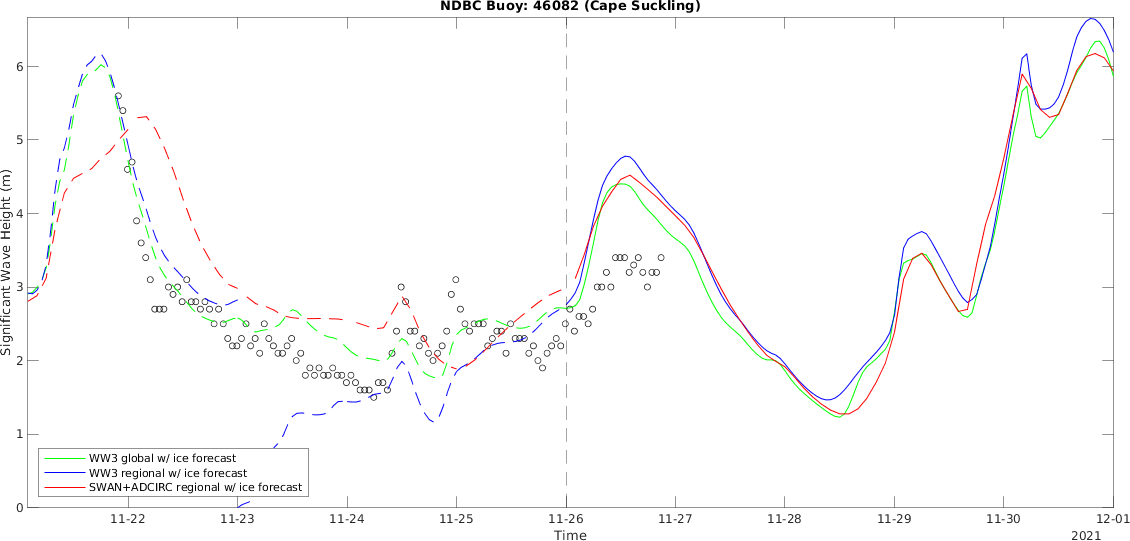 NDBC Buoy: 46082 (Cape Suckling)
Significant Wave Height (m)
6
5
4
3
2
1
0
WW3 global w/ ice forecast
WW3 regional w/ ice forecast
SWAN+ADCIRC regional w/ ice forecast
11-22 11-23 11-24 11-25 11-26 11-27 11-28 11-29 11-30 12-01
Time
2021